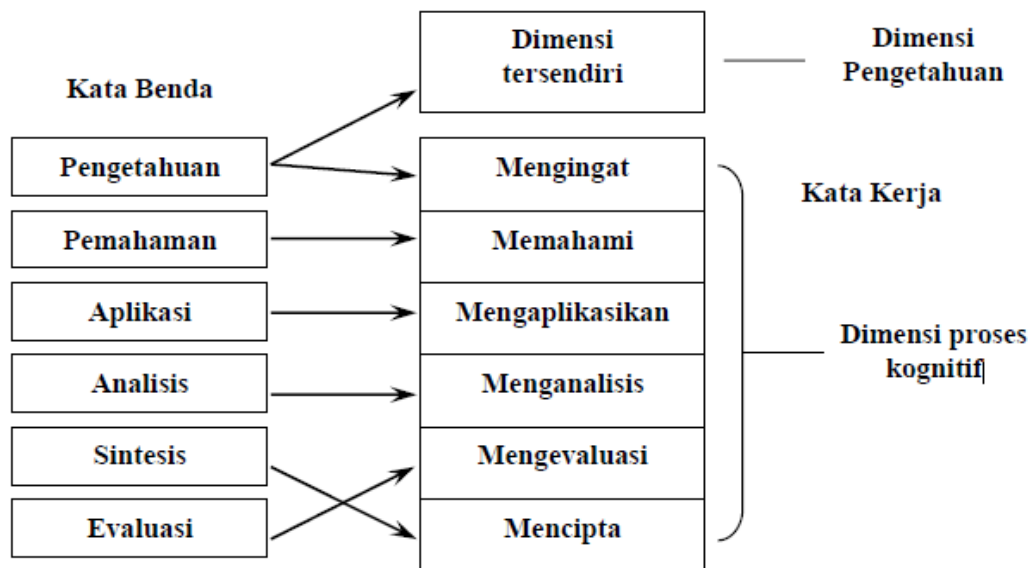 Dimensi
tersendiri
Dimensi
Pengetahuan
Kata Benda
Pengetahuan
Mengingat
Kata Kerja
Pemahaman
Memahami
Aplikasi
Mengaplikasikan
Dimensi proses
kognitif
Analisis
Menganalisis
Sintesis
Mengevaluasi
Evaluasi
Mencipta